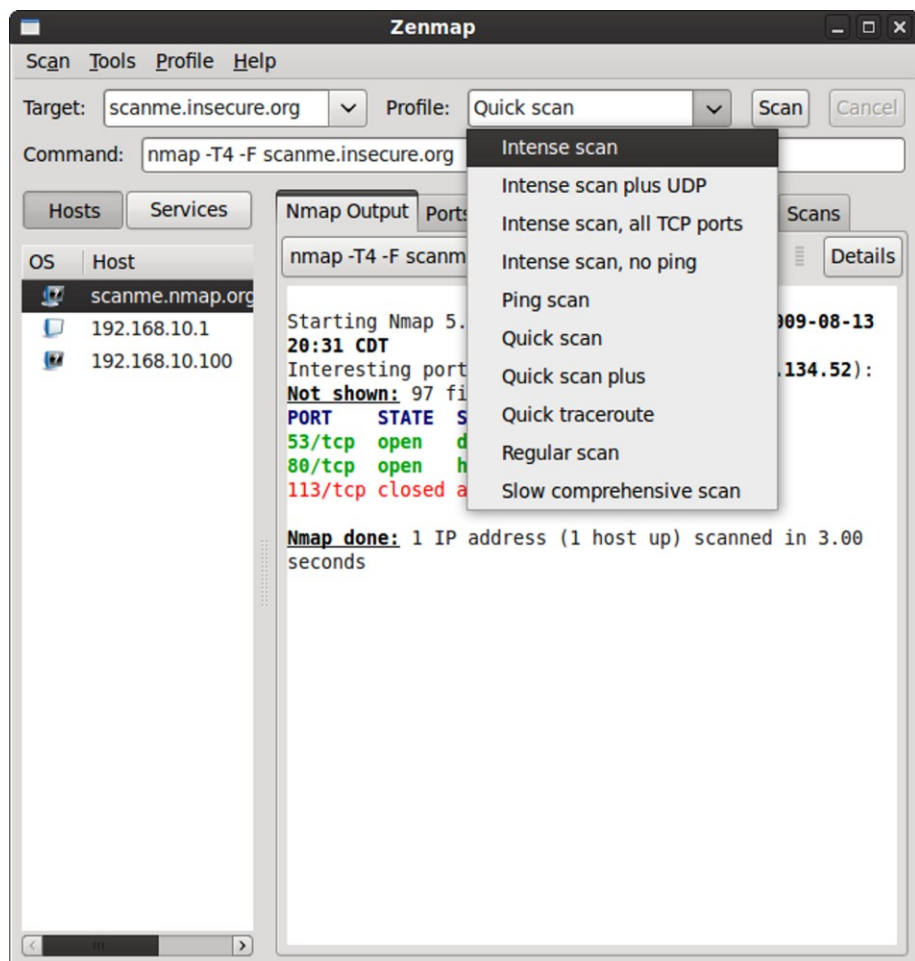 Zenmap
Scan Tools Profile Help
Target: scanme.insecure.org Profile: Quick scan Scan Cancel
Command: nmap -T4 -F scanme.insecure.org
Intense scan
Intense scan plus UDP
Intense scan, all TCP ports
Intense scan, no ping
Ping scan
Quick scan
Quick scan plus
Quick traceroute
Regular scan
Slow comprehensive scan
Hosts Services
OS Host
scanme.nmap.org
192.168.10.1
192.168.10.100
Nmap Output Ports Scans
nmap -T4 -F scanm Details
Starting Nmap 5. 009-08-13
20:31 CDT
Interesting port .134.52):
Not shown: 97 fi
PORT STATE S
53/tcp open d
80/tcp open h
113/tcp closed a
Nmap done: 1 IP address (1 host up) scanned in 3.00
seconds